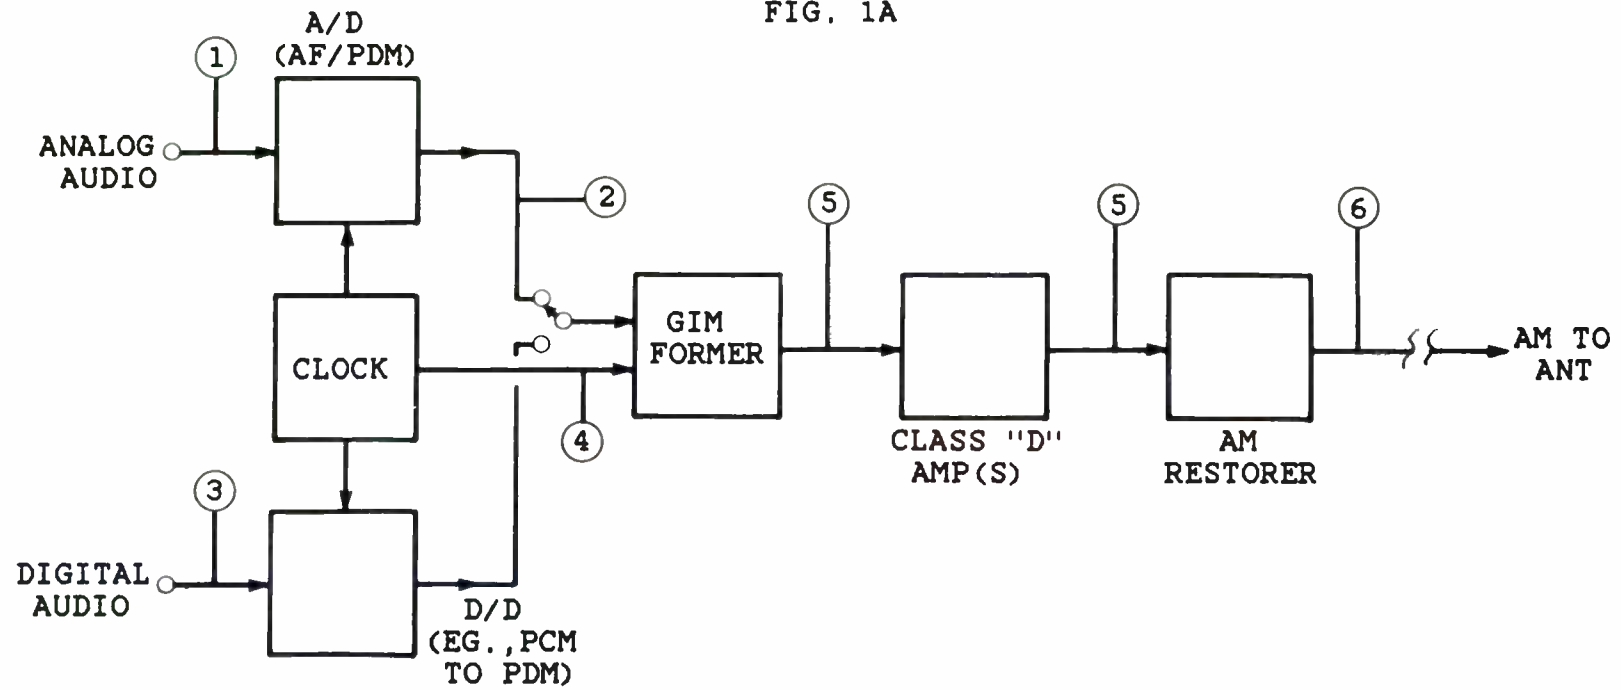 FIG. 1A
A/D
(AF/PDM)
1
ANALOG
AUDIO
2
5
5
6
GIM
FORMER
CLOCK
AM TO
ANT
4
CLASS "D"
AMP(S)
AM
RESTORER
3
DIGITAL
AUDIO
D/D
(EG.,PCM
TO PDM)